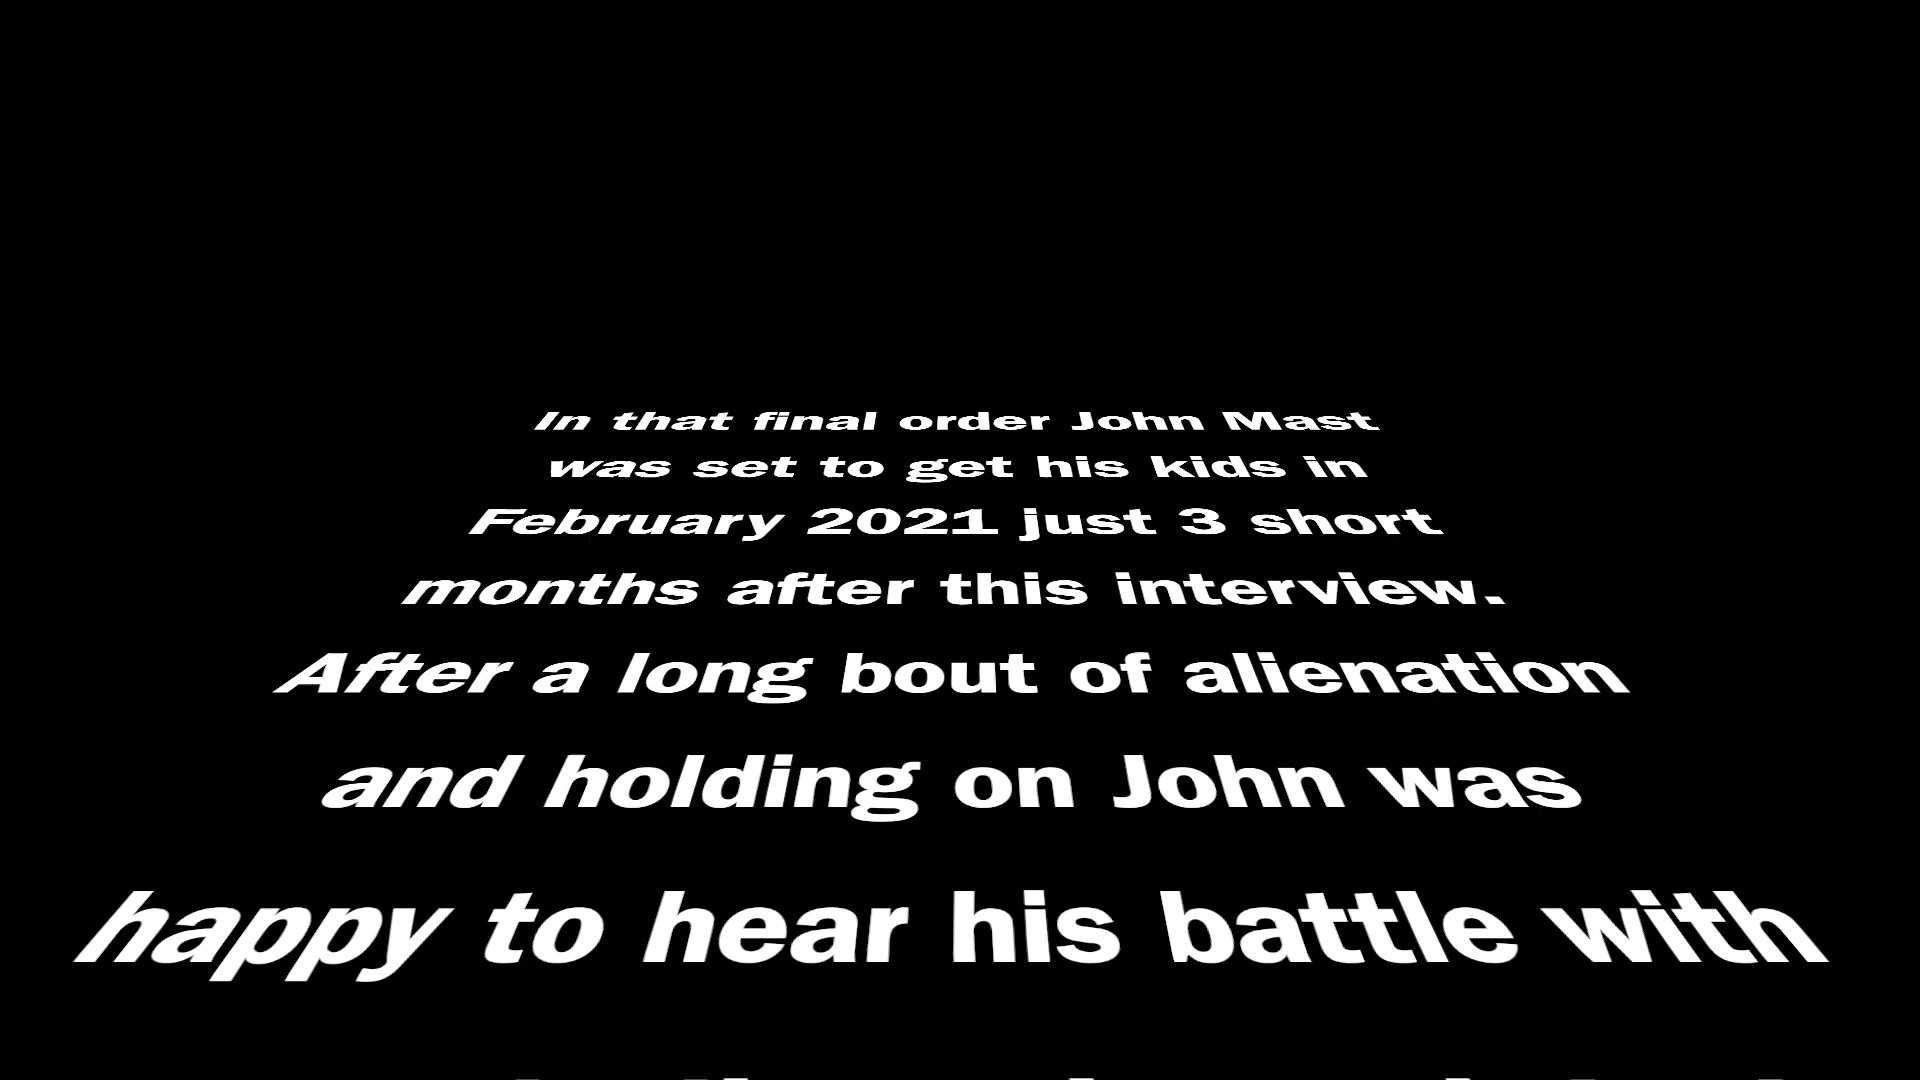 In that final order John Mast
was set to get his kids in
February 2021 just 3 short
months after this interview.
After a long bout of alienation
and holding on John was
happy to hear his battle with